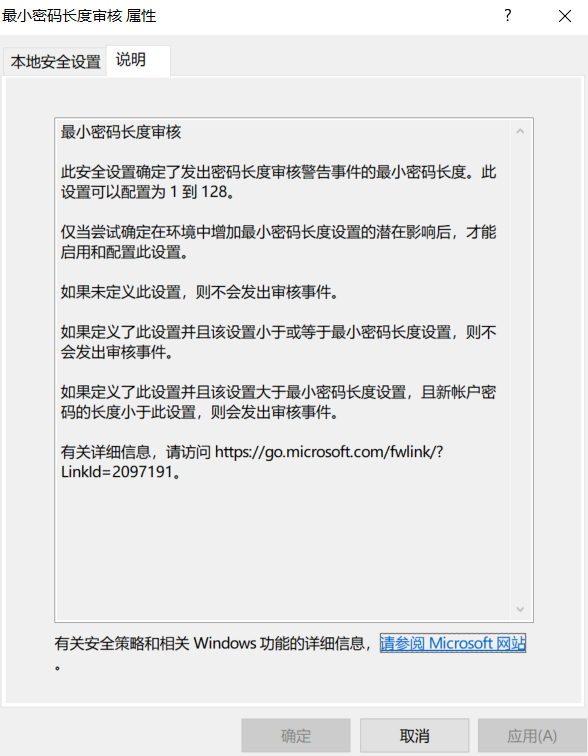 最小密码长度审核 属性
?
本地安全设置
说明
最小密码长度审核
此安全设置确定了发出密码长度审核警告事件的最小密码长度。此
设置可以配置为 1 到 128。
仅当尝试确定在环境中增加最小密码长度设置的潜在影响后，才能
启用和配置此设置。
如果未定义此设置，则不会发出审核事件。
如果定义了此设置并且该设置小于或等于最小密码长度设置，则不
会发出审核事件。
如果定义了此设置并且该设置大于最小密码长度设置，且新帐户密
码的长度小于此设置，则会发出审核事件。
有关详细信息，请访问 https://go.microsoft.com/fwlink/?
LinkId=2097191。
有关安全策略和相关 Windows 功能的详细信息，请参阅 Microsoft 网站
。
确定
取消
应用(A)